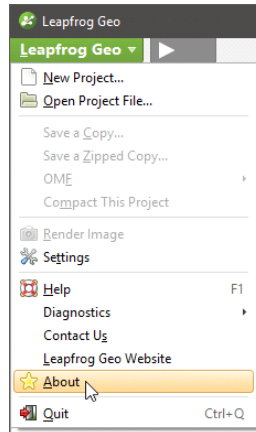 Leapfrog Geo
Leapfrog Geo
New Project...
Open Project File...
Save a Copy...
Save a Zipped Copy...
OMF
Compact This Project
Render Image
Settings
Help F1
Diagnostics
Contact Us
Leapfrog Geo Website
About
Quit Ctrl+Q